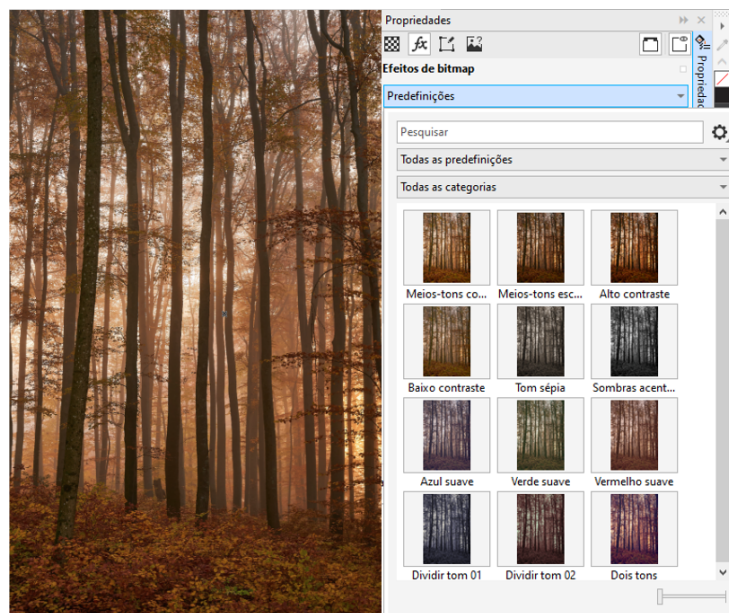 Propriedades
Efeitos de bitmap
Predefinições
Propriedad
Pesquisar
Todas as predefinições
Todas as categorias
Meios-tons co... Meios-tons esc... Alto contraste
Baixo contraste Tom sépia Sombras acent...
Azul suave Verde suave Vermelho suave
Dividir tom 01 Dividir tom 02 Dois tons